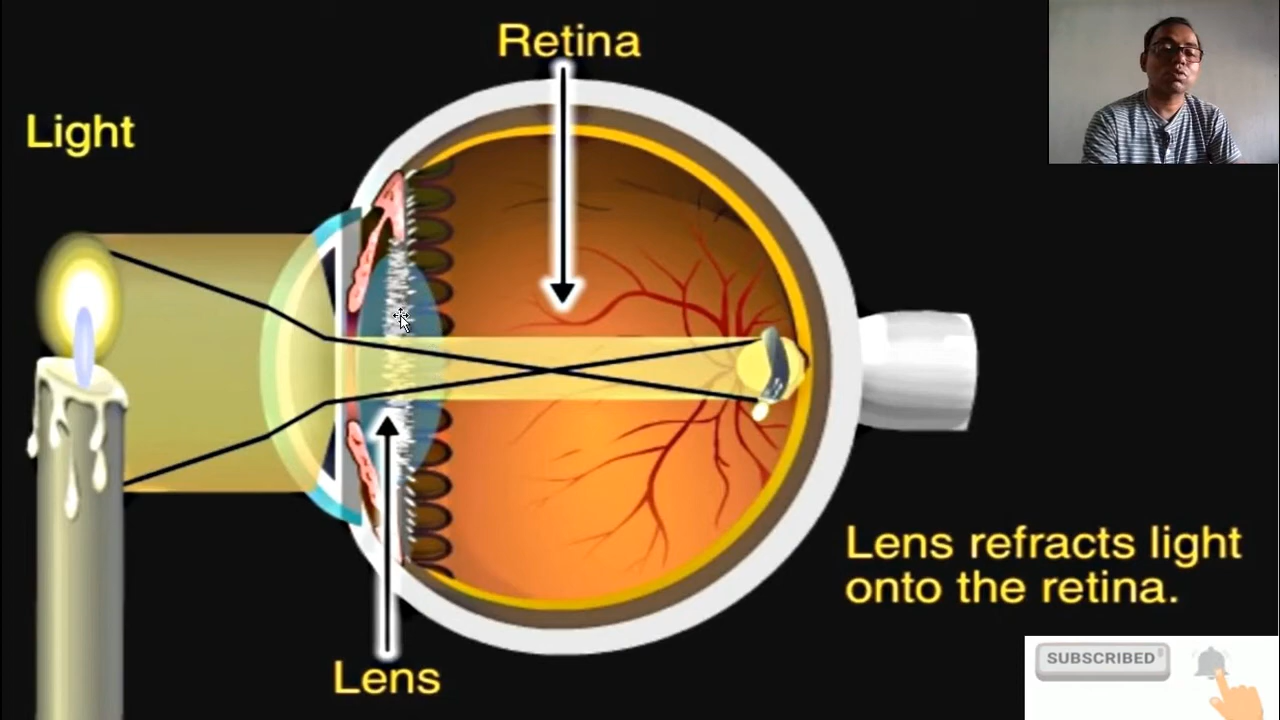 Retina
Light
Lens refracts light
onto the retina.
SUBSCRIBED
Lens